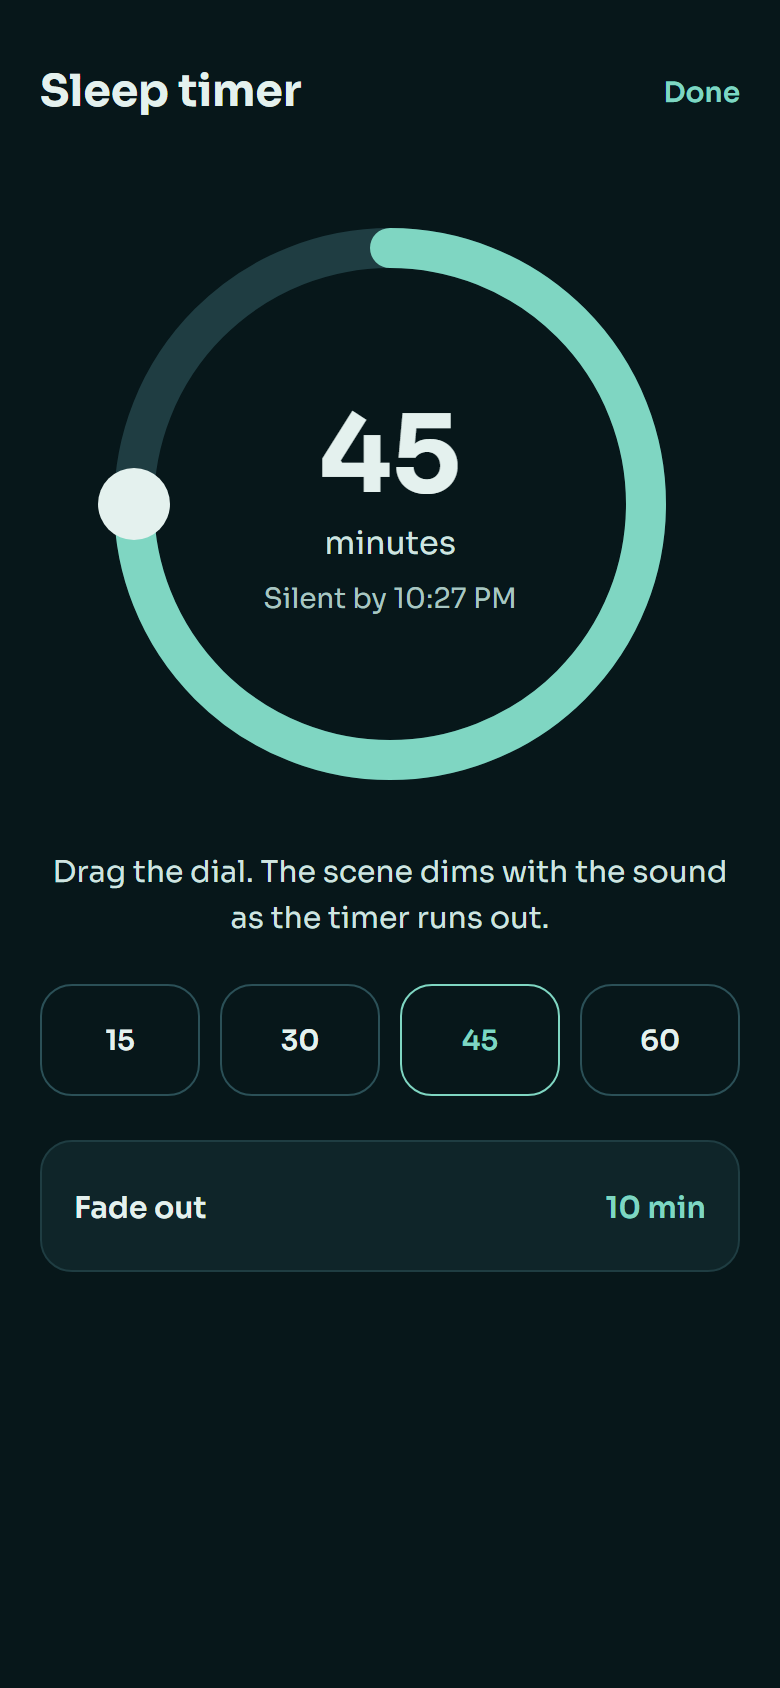 Sleep timer
Done
45
minutes
Silent by 10:27 PM
Drag the dial. The scene dims with the sound
as the timer runs out.
15
30
45
60
Fade out
10 min